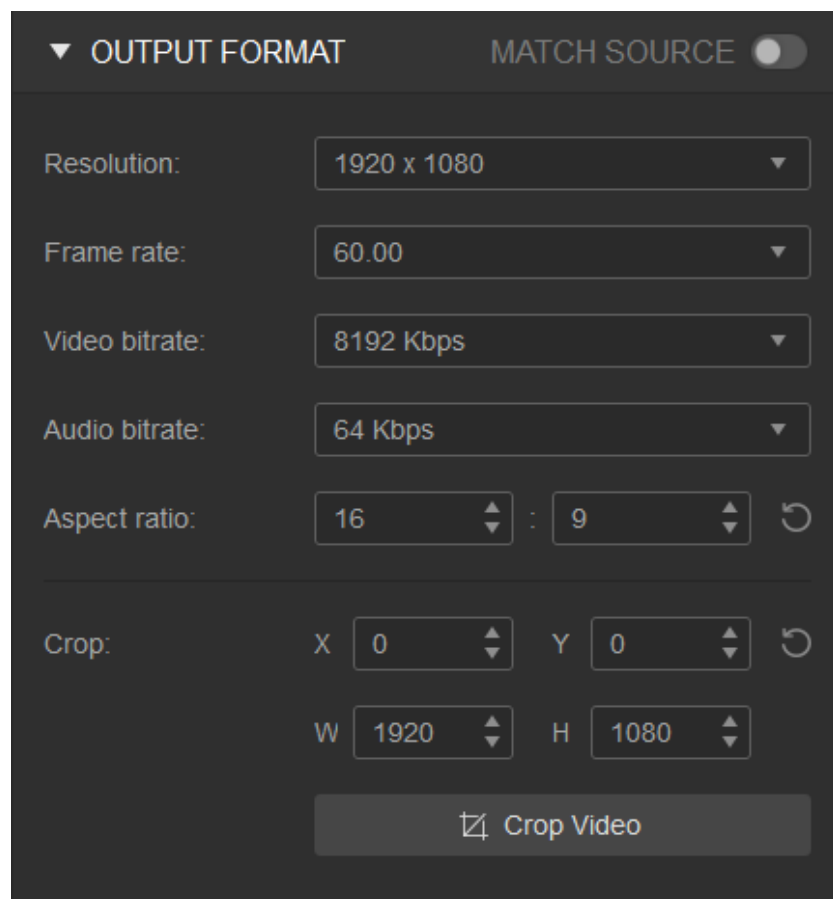 OUTPUT FORMAT MATCH SOURCE
Resolution: 1920 x 1080
Frame rate: 60.00
Video bitrate: 8192 Kbps
Audio bitrate: 64 Kbps
Aspect ratio: 16 : 9
Crop: X 0 Y 0
W 1920 H 1080
Crop Video